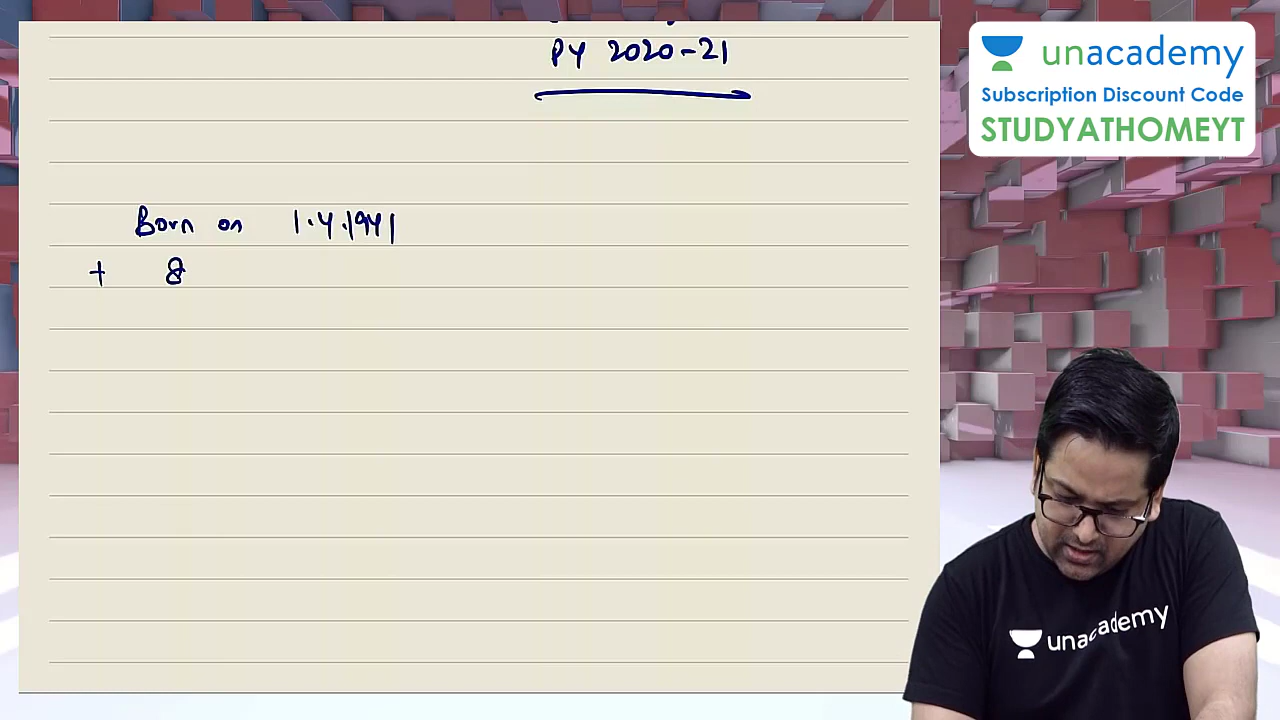 PY 2020-21
Born on 1.4.1941
+ 8
unacademy
Subscription Discount Code
STUDYATHOMEYT
unacademy